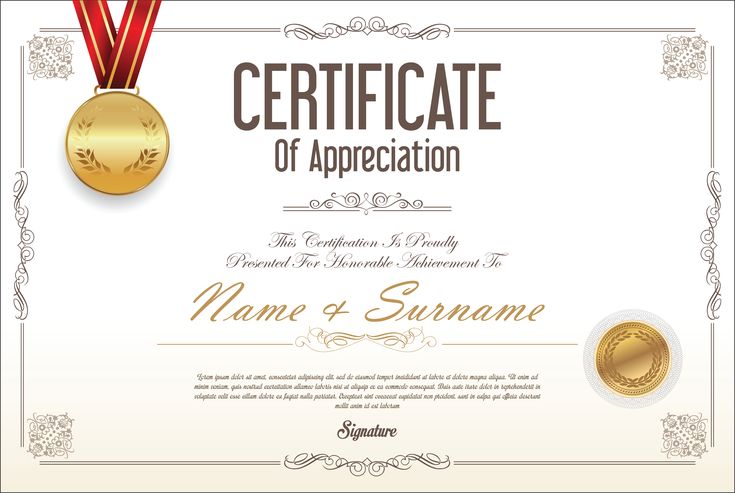 CERTIFICATE
Of Appreciation
This Certification Is Proudly
Presented For Honorable Achievement To
Name & Surname
Lorem ipsum dolor sit amet, consectetur adipisicing elit, sed do eiusmod tempor incididunt ut labore et dolore magna aliqua. Ut enim ad
minim veniam, quis nostrud exercitation ullamco laboris nisi ut aliquip ex ea commodo consequat. Duis aute irure dolor in reprehenderit in
voluptate velit esse cillum dolore eu fugiat nulla pariatur. Excepteur sint occaecat cupidatat non proident, sunt in culpa qui officia deserunt
mollit anim id est laborum
Signature